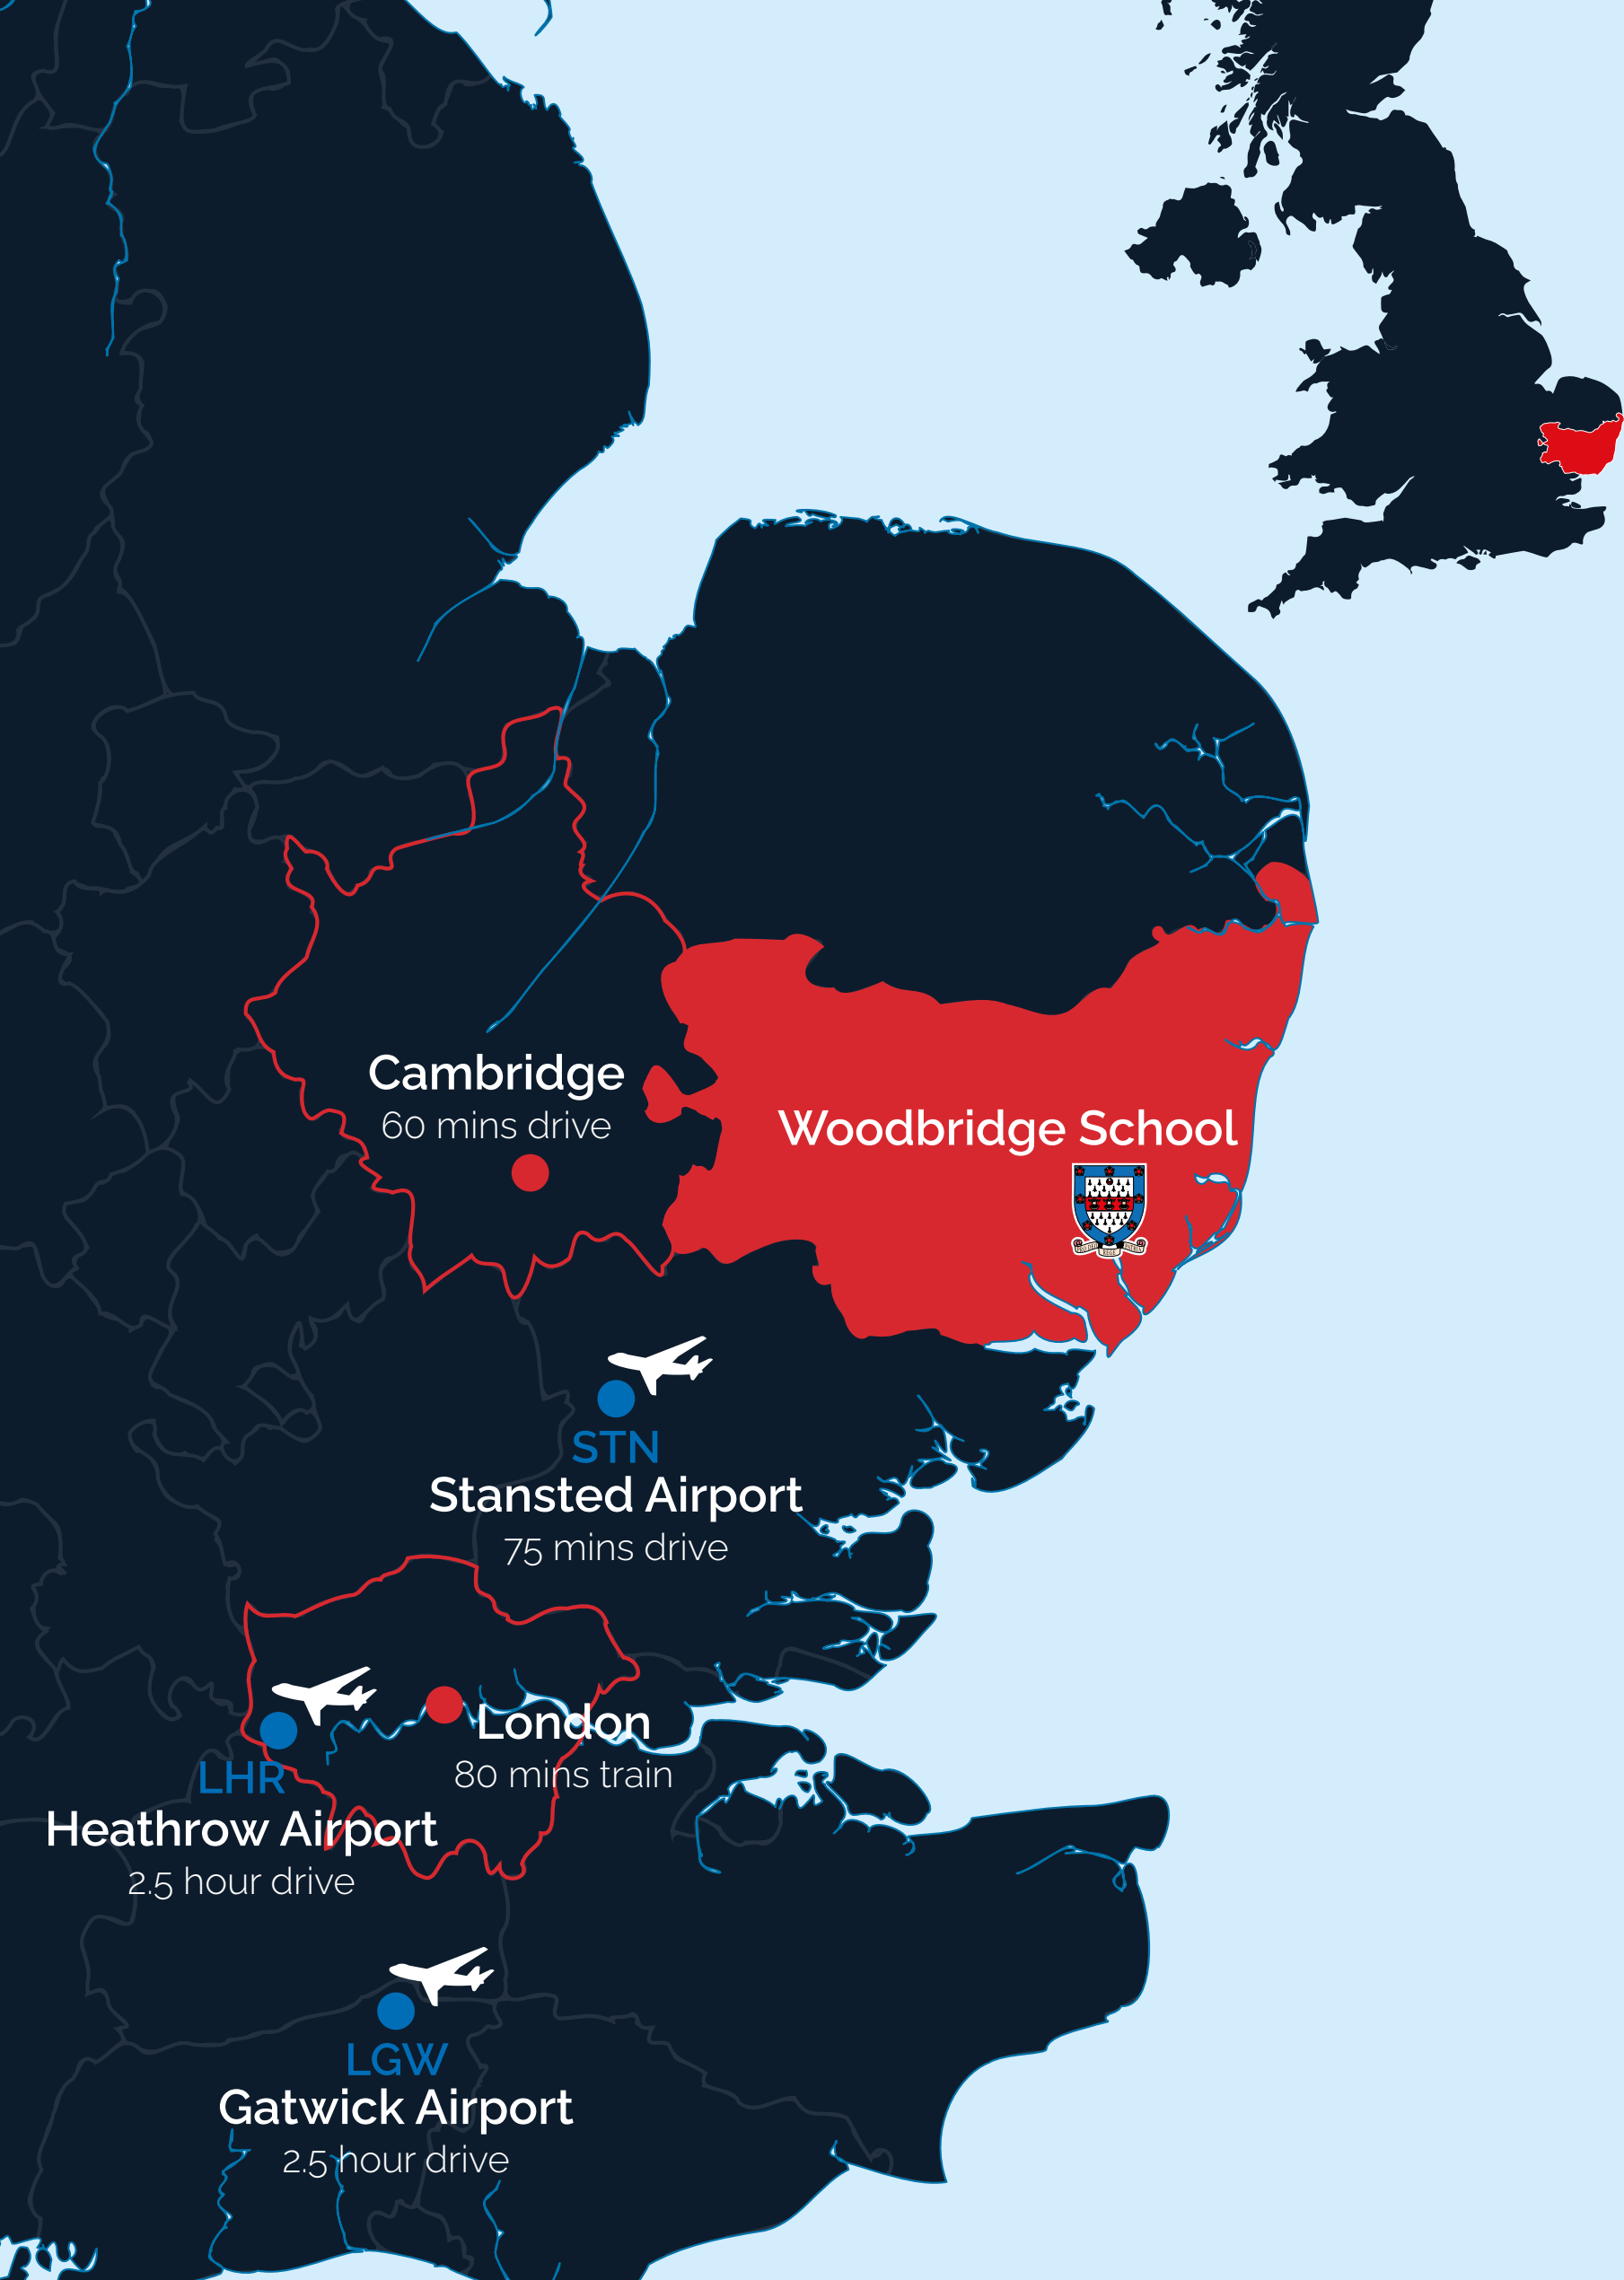 Cambridge
60 mins drive
Woodbridge School
STN
Stansted Airport
75 mins drive
London
80 mins train
LHR
Heathrow Airport
2.5 hour drive
LGW
Gatwick Airport
2.5 hour drive